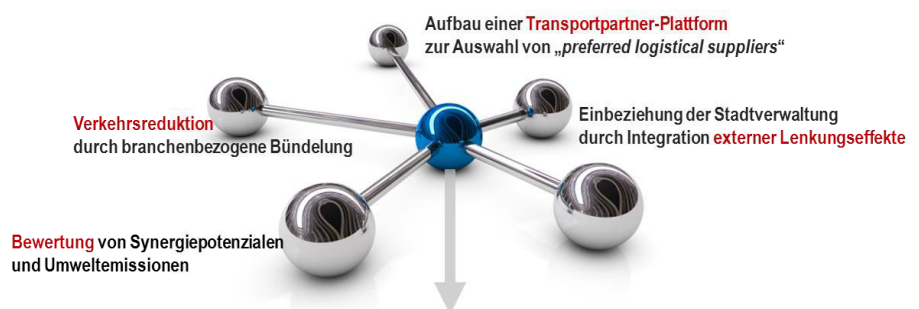 Aufbau einer Transportpartner-Plattform
zur Auswahl von „preferred logistical suppliers“
Verkehrsreduktion
durch branchenbezogene Bündelung
Einbeziehung der Stadtverwaltung
durch Integration externer Lenkungseffekte
Bewertung von Synergiepotenzialen
und Umweltemissionen